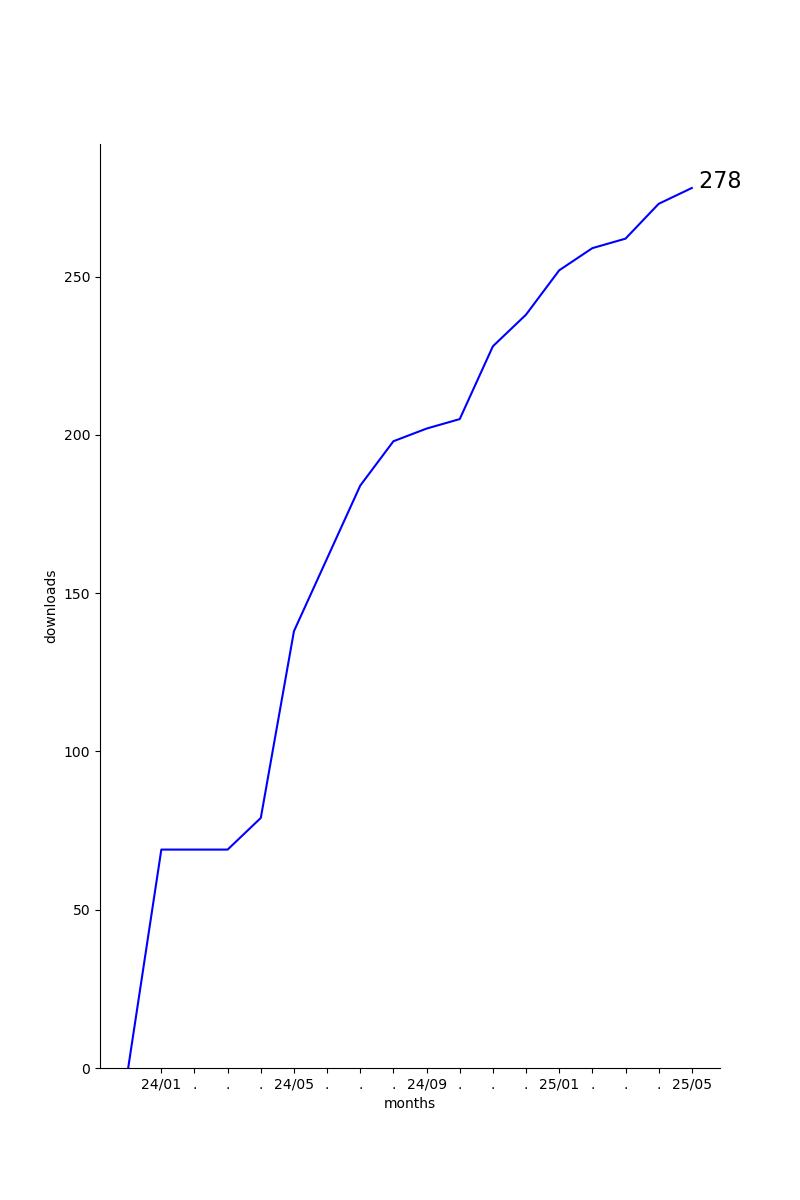 278
250
200
150
100
50
0
downloads
24/01 . . . 24/05 . . . 24/09 . . . 25/01 . . . 25/05
months